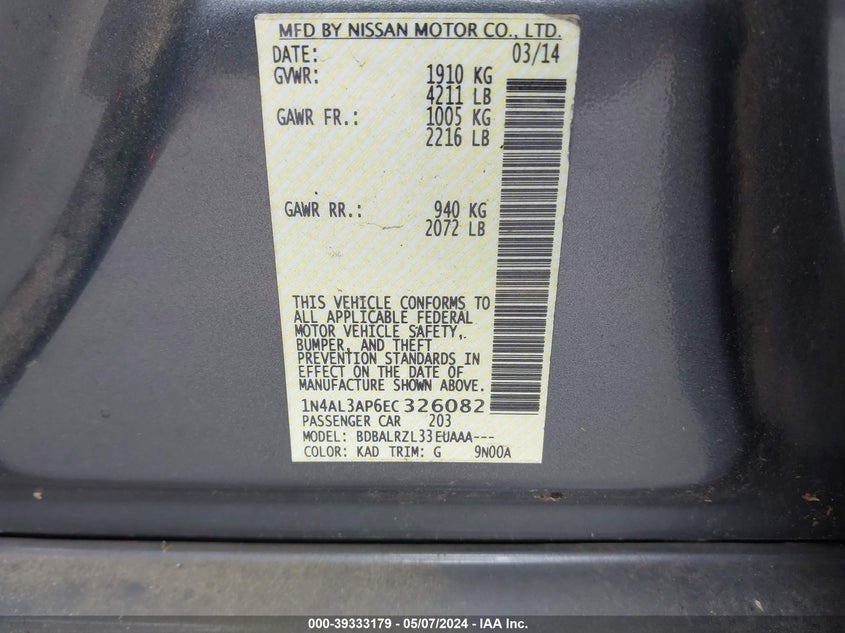 MFD BY NISSAN MOTOR CO., LTD.
DATE: 03/14
GVWR: 1910 KG
4211 LB
GAWR FR.: 1005 KG
2216 LB
GAWR RR.: 940 KG
2072 LB
THIS VEHICLE CONFORMS TO
ALL APPLICABLE FEDERAL
MOTOR VEHICLE SAFETY,
BUMPER, AND THEFT
PREVENTION STANDARDS IN
EFFECT ON THE DATE OF
MANUFACTURE SHOWN ABOVE.
1N4AL3AP6EC326082
PASSENGER CAR 203
MODEL: BDBALRZL33EUAAA---
COLOR: KAD TRIM: G 9N00A
000-39333179 - 05/07/2024 - IAA Inc.